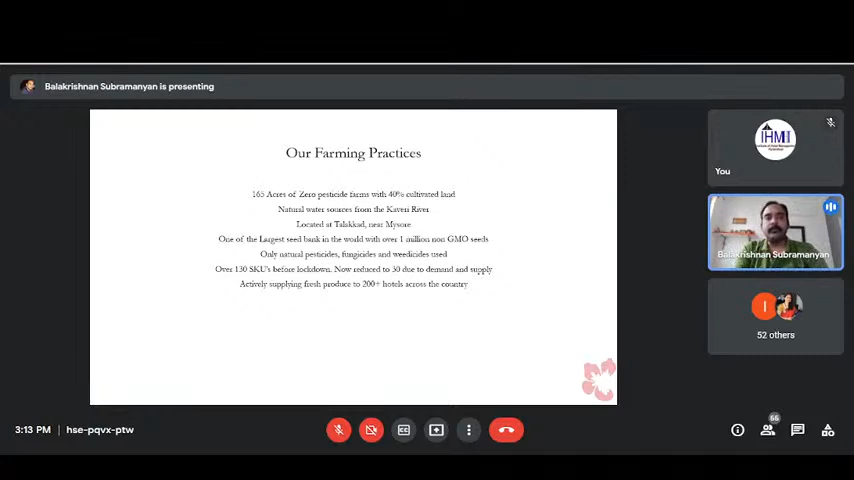 Balakrishnan Subramanyan is presenting
Our Farming Practices
165 Acres of Zero pesticide farms with 40% cultivated land
Natural water sources from the Kaveri River
Located at Talakkad, near Mysore
One of the Largest seed bank in the world with over 1 million non GMO seeds
Only natural pesticides, fungicides and weedicides used
Over 130 SKU's before lockdown. Now reduced to 30 due to demand and supply
Actively supplying fresh produce to 200+ hotels across the country
IHM
You
Balakrishnan Subramanyan
I
52 others
3:13 PM | hse-pqvx-ptw
55